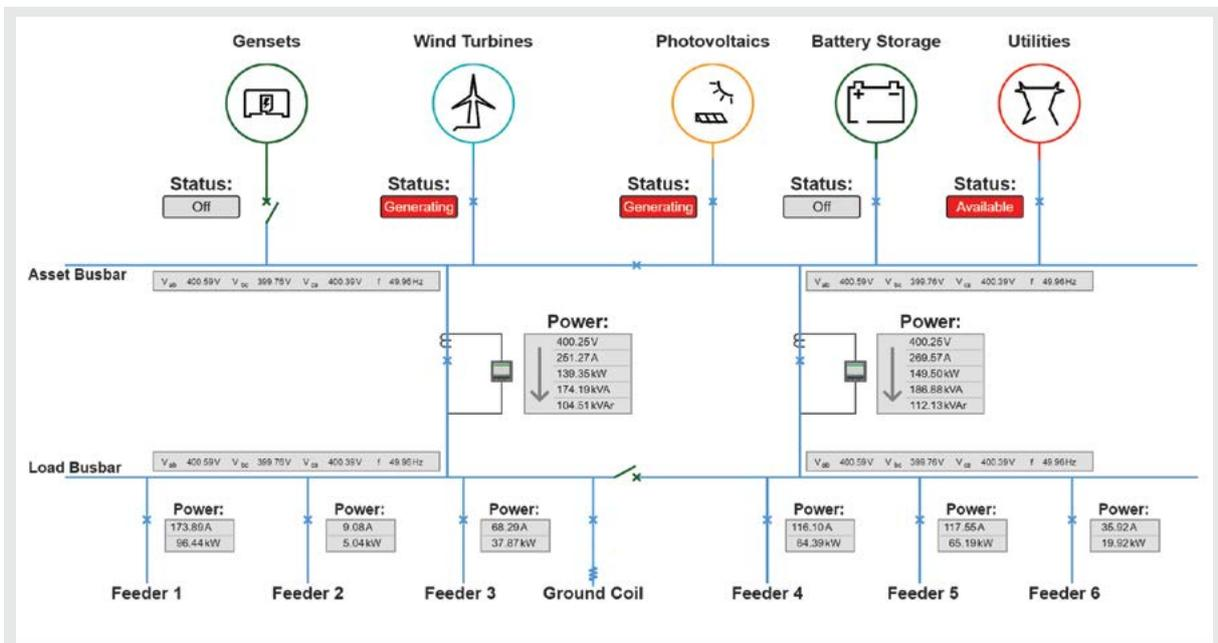 Gensets
Wind Turbines
Photovoltaics
Battery Storage
Utilities
Status:
Off
Status:
Generating
Status:
Generating
Status:
Off
Status:
Available
Asset Busbar
Vab 400.59V Vbc 399.76V Vca 400.39V f 49.96Hz
Vab 400.59V Vbc 399.76V Vca 400.39V f 49.96Hz
Power:
400.25V
251.27A
139.35kW
174.19kVA
104.51kVAr
Power:
400.25V
269.57A
149.50kW
186.88kVA
112.13kVAr
Load Busbar
Vab 400.59V Vbc 399.76V Vca 400.39V f 49.96Hz
Vab 400.59V Vbc 399.76V Vca 400.39V f 49.96Hz
Power:
173.89A
96.44kW
Power:
9.08A
5.04kW
Power:
68.29A
37.87kW
Power:
116.10A
64.39kW
Power:
117.55A
65.19kW
Power:
35.92A
19.92kW
Feeder 1
Feeder 2
Feeder 3
Ground Coil
Feeder 4
Feeder 5
Feeder 6